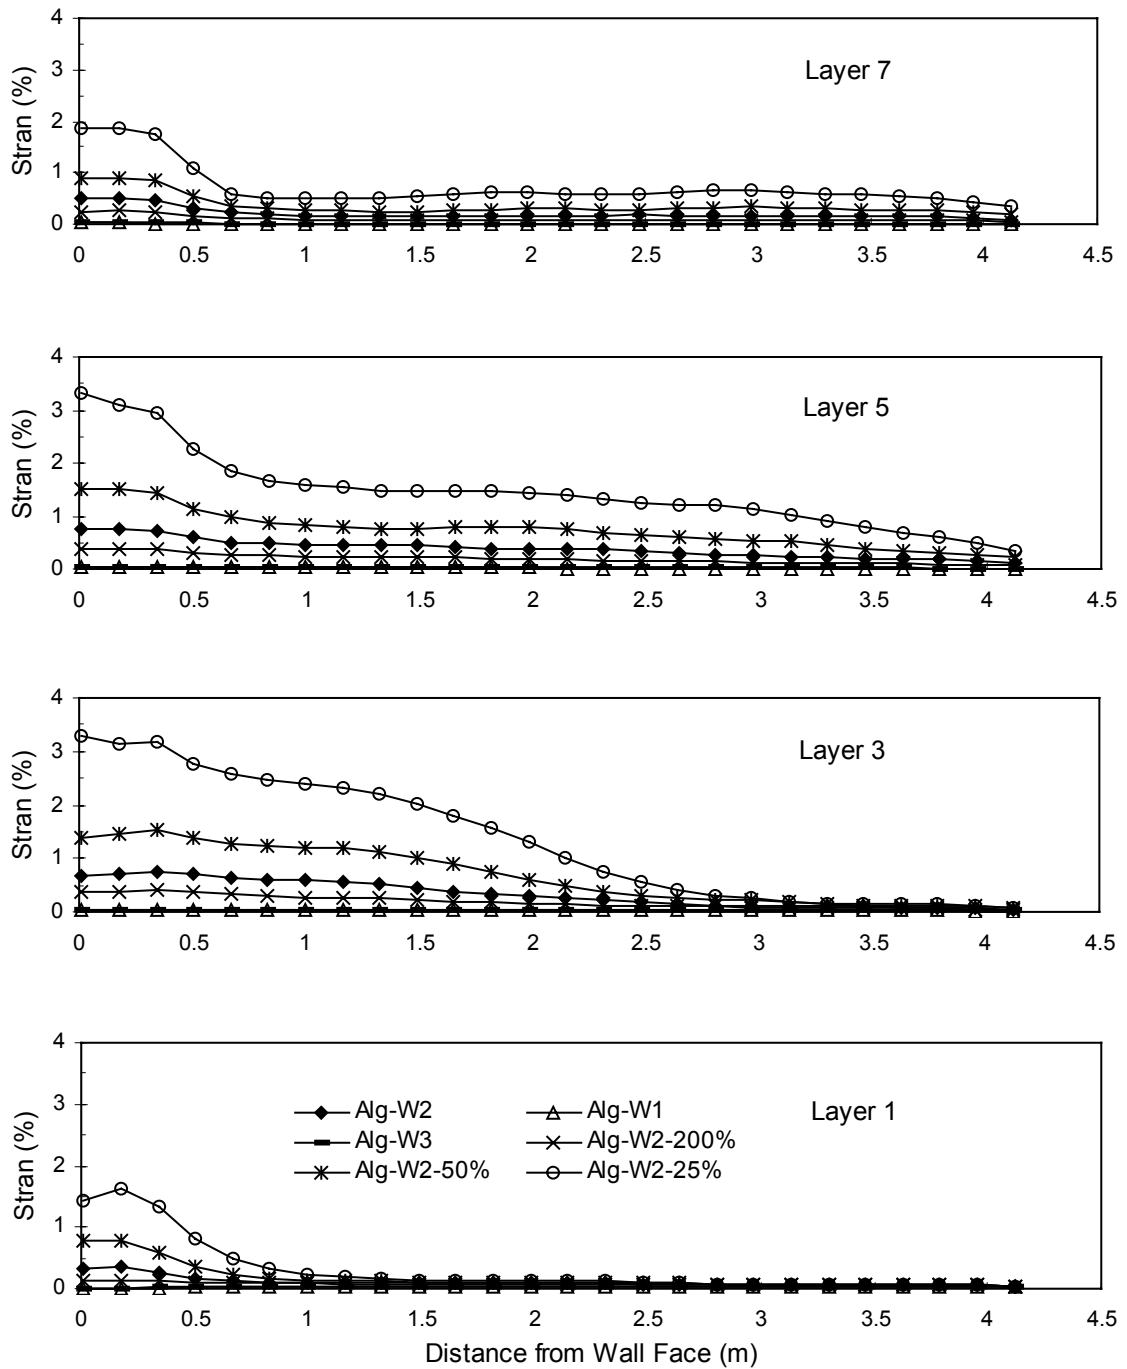 4
3
2
1
0
Stran (%)
Layer 7
0 0.5 1 1.5 2 2.5 3 3.5 4 4.5
4
3
2
1
0
Stran (%)
Layer 5
0 0.5 1 1.5 2 2.5 3 3.5 4 4.5
4
3
2
1
0
Stran (%)
Layer 3
0 0.5 1 1.5 2 2.5 3 3.5 4 4.5
4
3
2
1
0
Stran (%)
Layer 1
Alg-W2 Alg-W1
Alg-W3 Alg-W2-200%
Alg-W2-50% Alg-W2-25%
0 0.5 1 1.5 2 2.5 3 3.5 4 4.5
Distance from Wall Face (m)